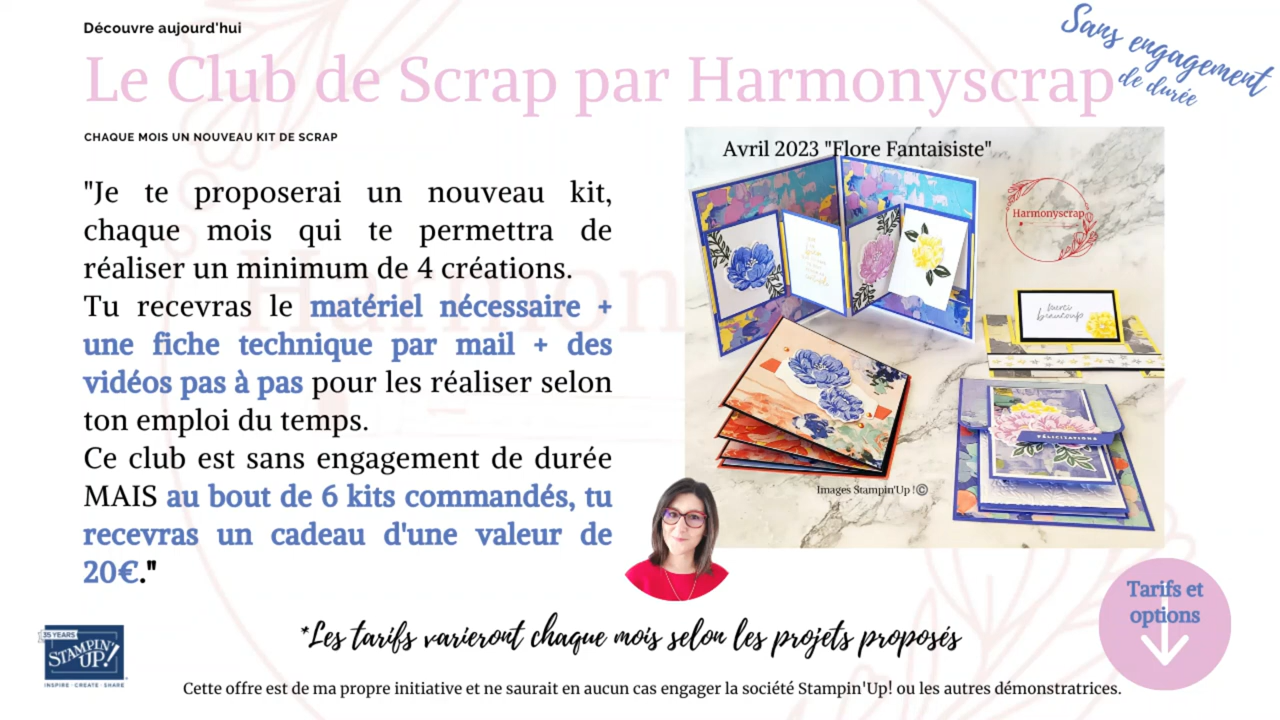 Découvre aujourd'hui
Le Club de Scrap par Harmonyscrap
Sans engagement
de durée
CHAQUE MOIS UN NOUVEAU KIT DE SCRAP
"Je te proposerai un nouveau kit,
chaque mois qui te permettra de
réaliser un minimum de 4 créations.
Tu recevras le matériel nécessaire +
une fiche technique par mail + des
vidéos pas à pas pour les réaliser selon
ton emploi du temps.
Ce club est sans engagement de durée
MAIS au bout de 6 kits commandés, tu
recevras un cadeau d'une valeur de
20€."
Avril 2023 "Flore Fantaisiste"
Harmonyscrap
merci
beaucoup
FÉLICITATIONS
Images Stampin'Up !©
Tarifs et
options
*Les tarifs varieront chaque mois selon les projets proposés
35 YEARS
STAMPIN'
UP!
INSPIRE · CREATE · SHARE
Cette offre est de ma propre initiative et ne saurait en aucun cas engager la société Stampin'Up! ou les autres démonstratrices.